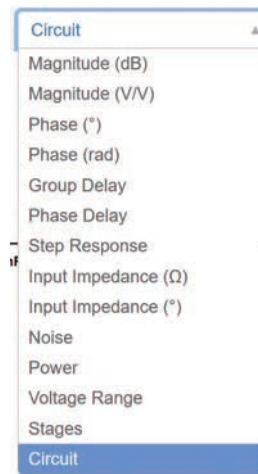 Circuit
Magnitude (dB)
Magnitude (V/V)
Phase (°)
Phase (rad)
Group Delay
Phase Delay
Step Response
Input Impedance (Ω)
Input Impedance (°)
Noise
Power
Voltage Range
Stages
Circuit